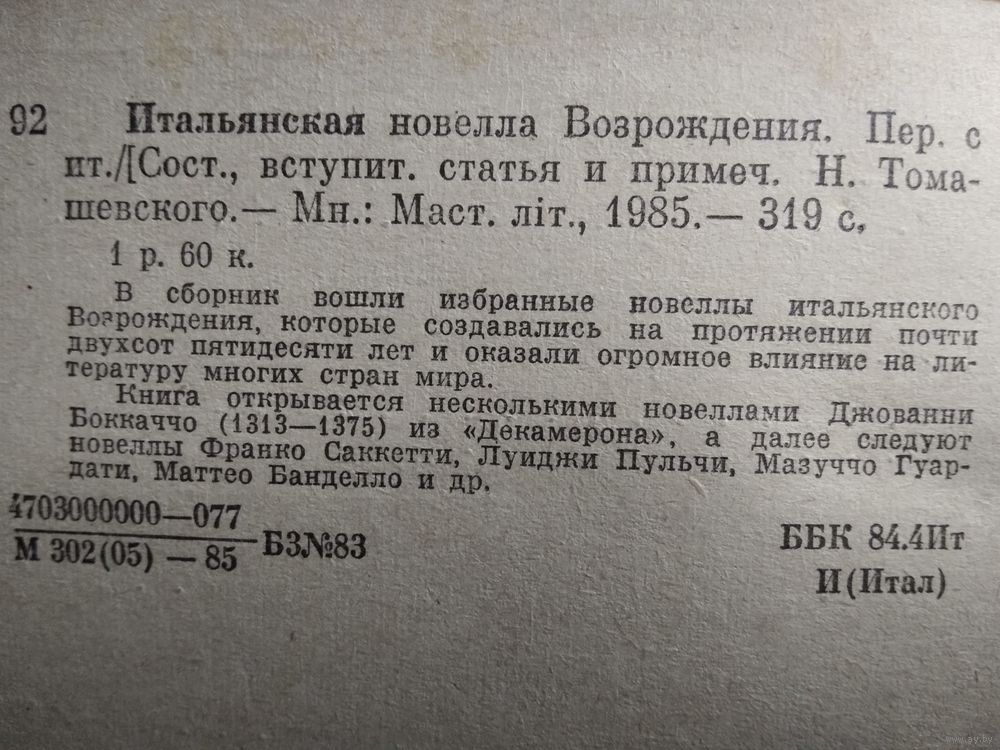 92 Итальянская новелла Возрождения. Пер. с
ит./[Сост., вступит. статья и примеч. Н. Тома-
шевского.— Мн.: Маст. літ., 1985.— 319 с.
1 р. 60 к.
В сборник вошли избранные новеллы итальянского
Возрождения, которые создавались на протяжении почти
двухсот пятидесяти лет и оказали огромное влияние на ли-
тературу многих стран мира.
Книга открывается несколькими новеллами Джованни
Боккаччо (1313—1375) из «Декамерона», а далее следуют
новеллы Франко Саккетти, Луиджи Пульчи, Мазуччо Гуар-
дати, Маттео Банделло и др.
4703000000—077
М 302(05) — 85 БЗ№83
ББК 84.4Ит
И(Итал)
www.ay.by